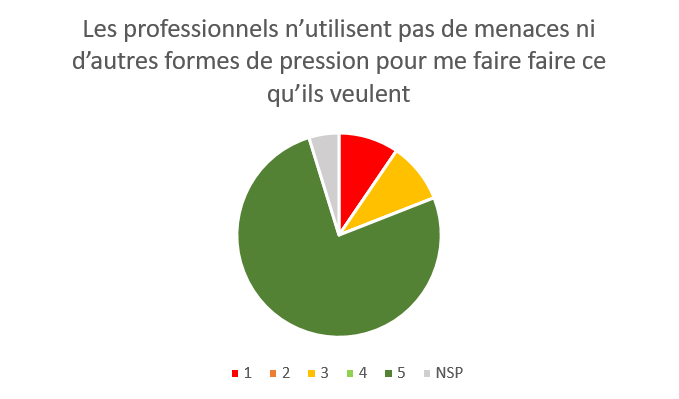 Les professionnels n’utilisent pas de menaces ni
d’autres formes de pression pour me faire faire ce
qu’ils veulent
1 2 3 4 5 NSP